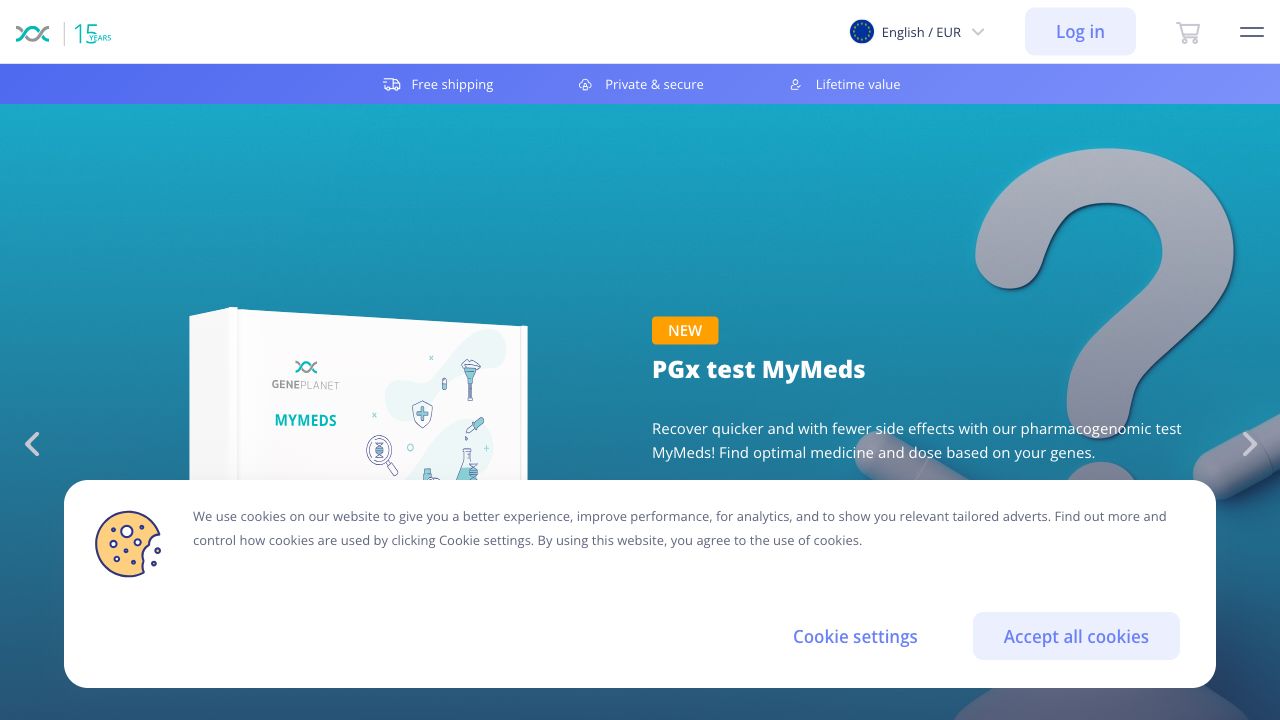 15 YEARS
English / EUR
Log in
Free shipping
Private & secure
Lifetime value
GENEPLANET
MYMEDS
NEW
PGx test MyMeds
Recover quicker and with fewer side effects with our pharmacogenomic test
MyMeds! Find optimal medicine and dose based on your genes.
We use cookies on our website to give you a better experience, improve performance, for analytics, and to show you relevant tailored adverts. Find out more and
control how cookies are used by clicking Cookie settings. By using this website, you agree to the use of cookies.
Cookie settings
Accept all cookies